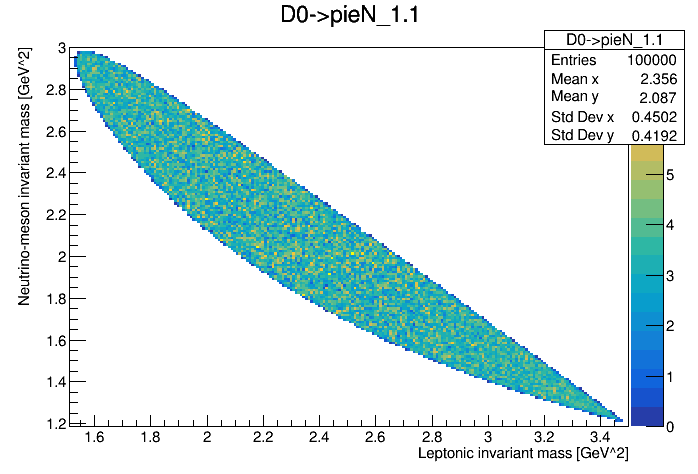 D0->pieN_1.1
D0->pieN_1.1
Entries 100000
Mean x 2.356
Mean y 2.087
Std Dev x 0.4502
Std Dev y 0.4192
Neutrino-meson invariant mass [GeV^2]
3
2.8
2.6
2.4
2.2
2
1.8
1.6
1.4
1.2
5
4
3
2
1
0
1.6 1.8 2 2.2 2.4 2.6 2.8 3 3.2 3.4
Leptonic invariant mass [GeV^2]